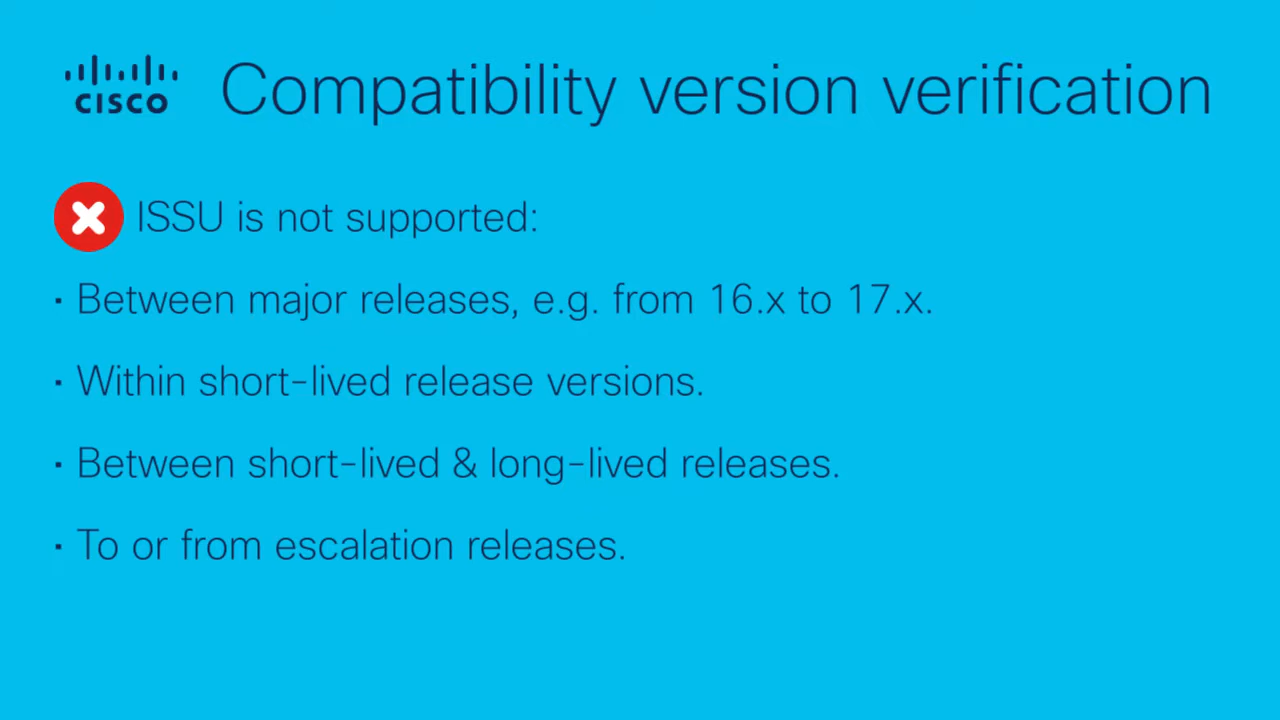 cisco
Compatibility version verification
ISSU is not supported:
· Between major releases, e.g. from 16.x to 17.x.
· Within short-lived release versions.
· Between short-lived & long-lived releases.
· To or from escalation releases.